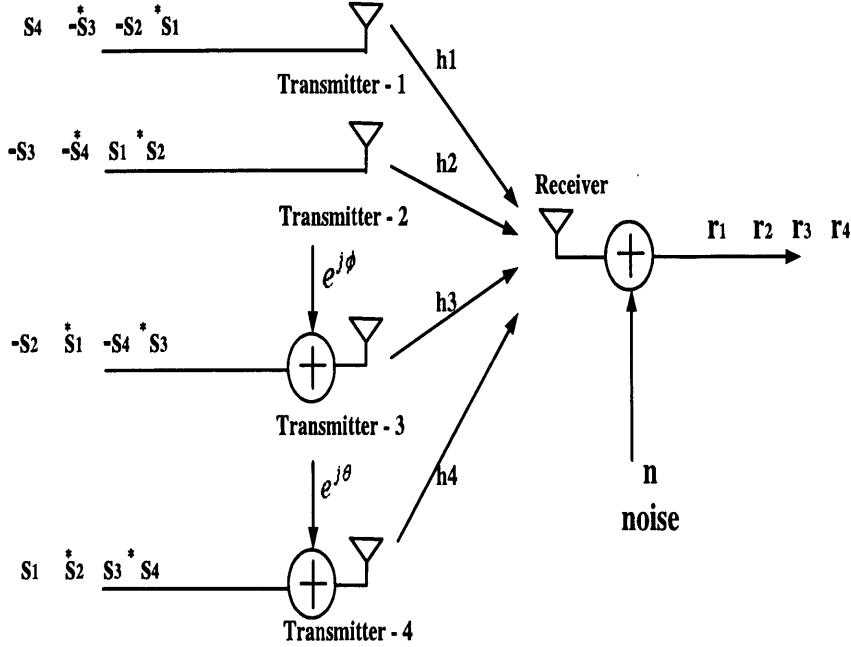 S4 -S3* -S2 *S1
h1
Transmitter - 1
-S3 -S4* S1 *S2
h2
Receiver
Transmitter - 2
r1 r2 r3 r4
e^{jϕ}
h3
-S2 S1* -S4 *S3
Transmitter - 3
e^{jθ}
h4
n
noise
S1 S2* S3 *S4
Transmitter - 4